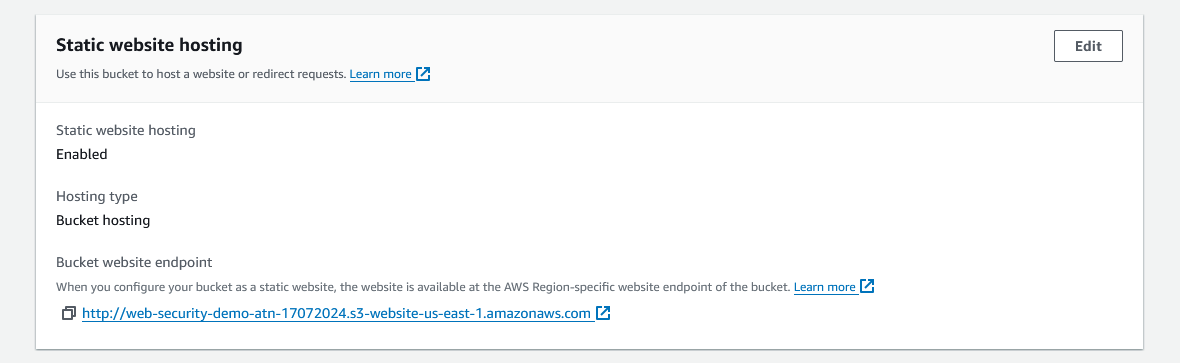 Static website hosting
Edit
Use this bucket to host a website or redirect requests. Learn more
Static website hosting
Enabled
Hosting type
Bucket hosting
Bucket website endpoint
When you configure your bucket as a static website, the website is available at the AWS Region-specific website endpoint of the bucket. Learn more
http://web-security-demo-atn-17072024.s3-website-us-east-1.amazonaws.com